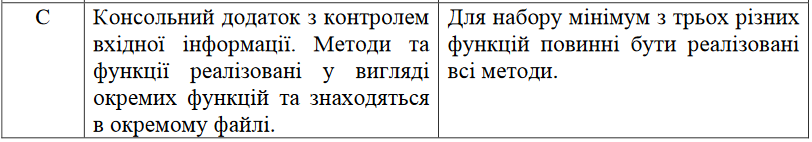 С
Консольний додаток з контролем
вхідної інформації. Методи та
функції реалізовані у вигляді
окремих функцій та знаходяться
в окремому файлі.
Для набору мінімум з трьох різних
функцій повинні бути реалізовані
всі методи.